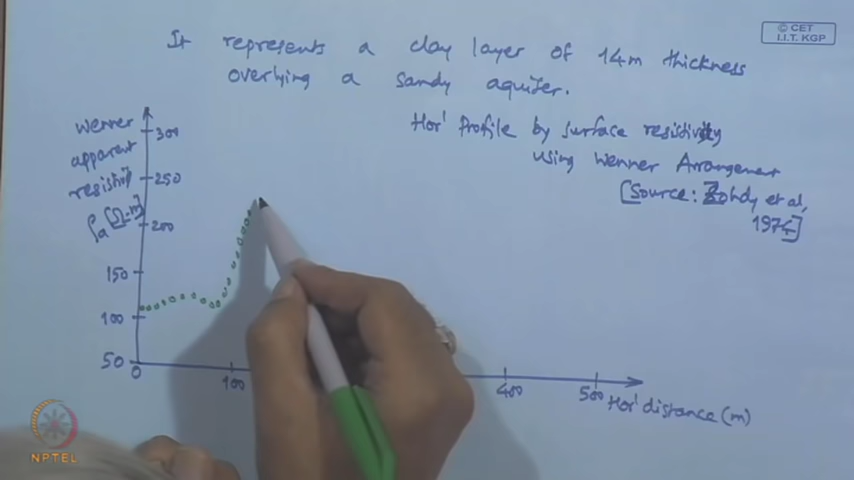 © CET
I.I.T. KGP
It represents a clay layer of 14m thickness
overlying a sandy aquifer.
Hor' Profile by surface resistivity
using Wenner Arrangement
[Source: Zohdy et al,
1974]
Wenner
apparent
resistivity
ρa [Ω-m]
300
250
200
150
100
50
0
100
400
500
Hor' distance (m)
NPTEL